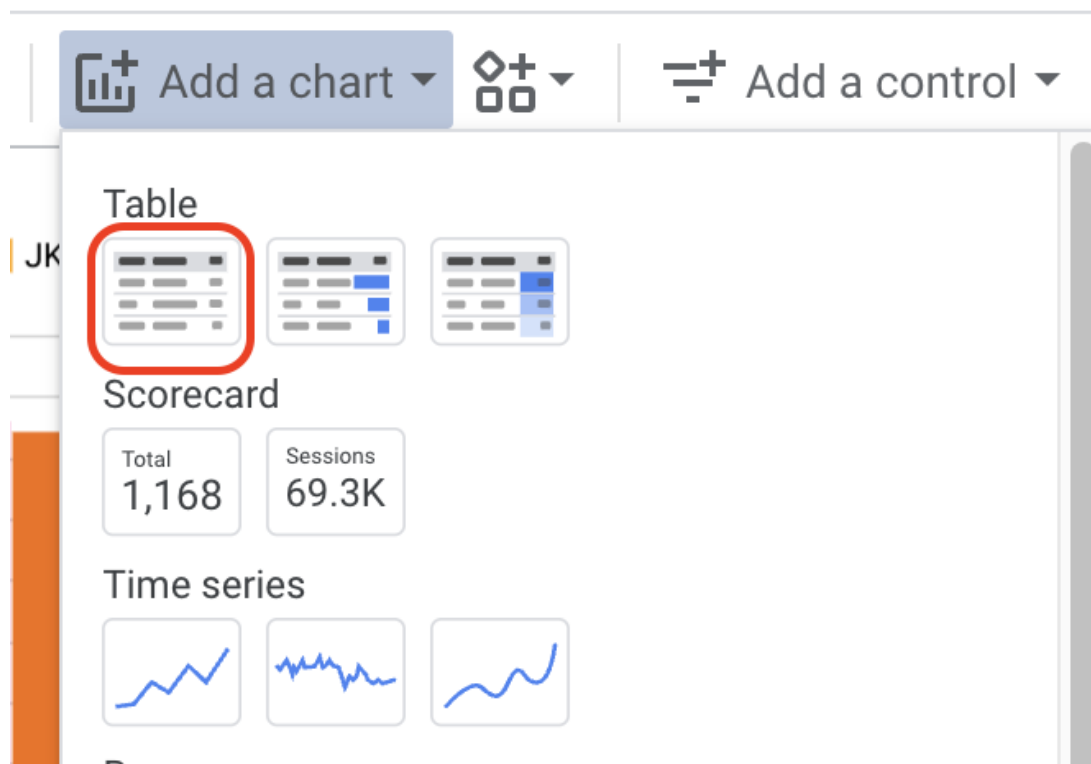 Add a chart
Add a control
JK
Table
Scorecard
Total
1,168
Sessions
69.3K
Time series